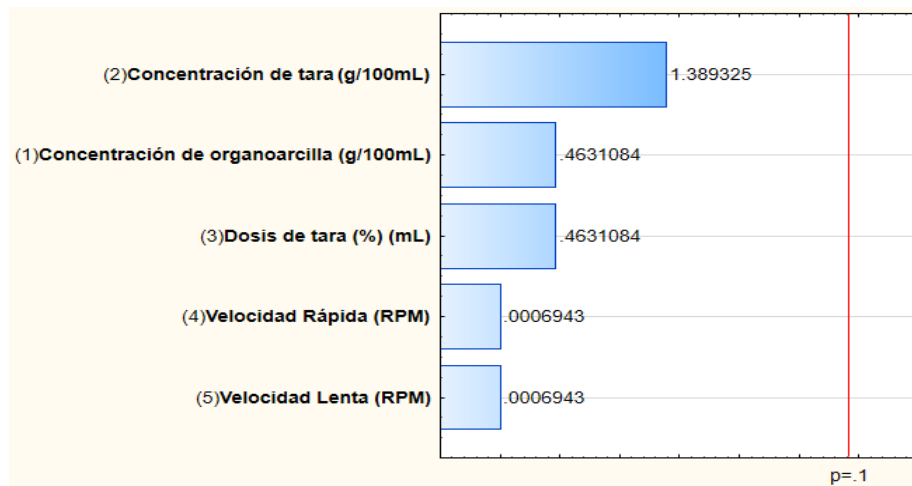 (2)Concentración de tara (g/100mL) 1.389325
(1)Concentración de organoarcilla (g/100mL) .4631084
(3)Dosis de tara (%) (mL) .4631084
(4)Velocidad Rápida (RPM) .0006943
(5)Velocidad Lenta (RPM) .0006943
p=.1